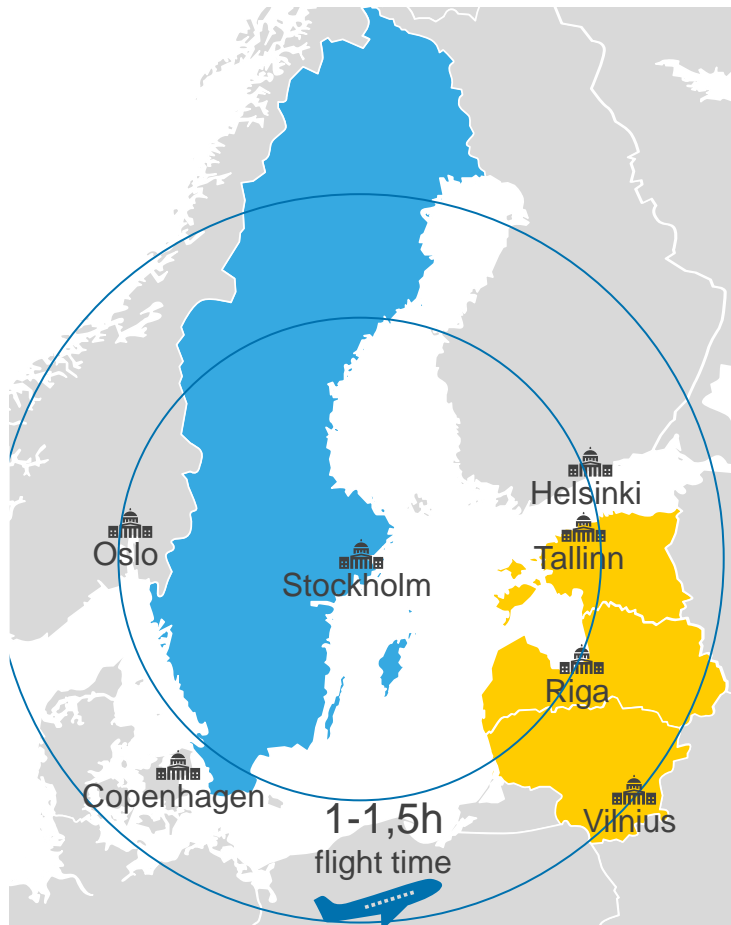 Helsinki
Oslo
Tallinn
Stockholm
Riga
Copenhagen
Vilnius
1-1,5h
flight time